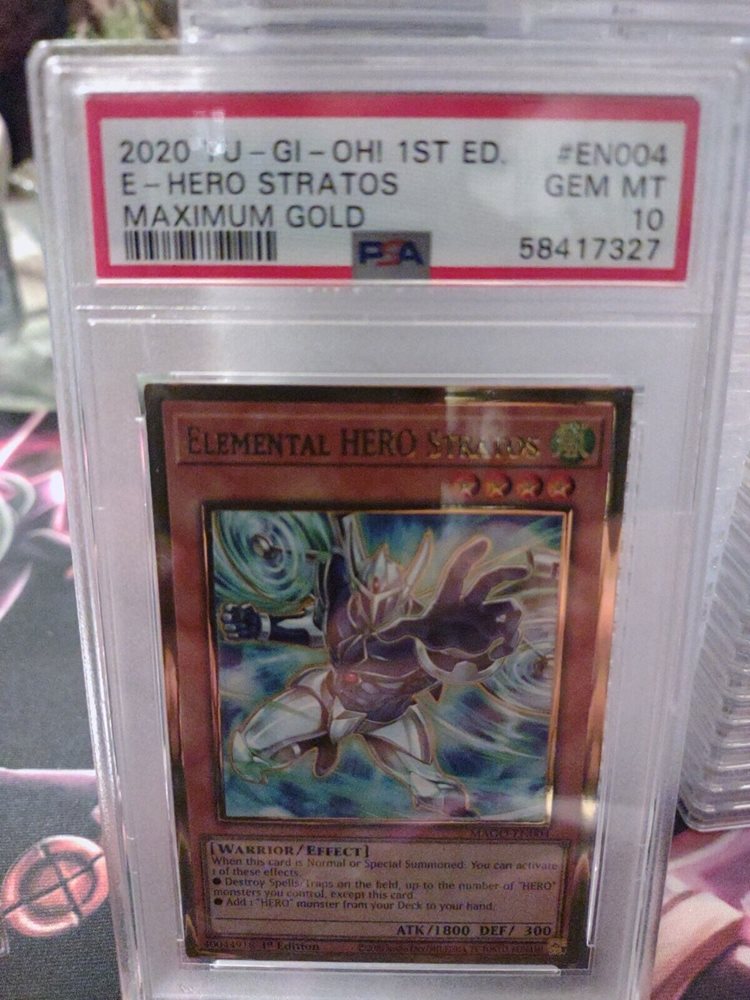 2020 YU-GI-OH! 1ST ED. #EN004
E-HERO STRATOS GEM MT
MAXIMUM GOLD 10
PSA 58417327
ELEMENTAL HERO STRATOS
MAGO-EN004
[WARRIOR/EFFECT]
When this card is Normal or Special Summoned: You can activate
1 of these effects.
● Destroy Spells/Traps on the field, up to the number of "HERO"
monsters you control, except this card.
● Add 1 "HERO" monster from your Deck to your hand.
ATK/1800 DEF/ 300
1st Edition